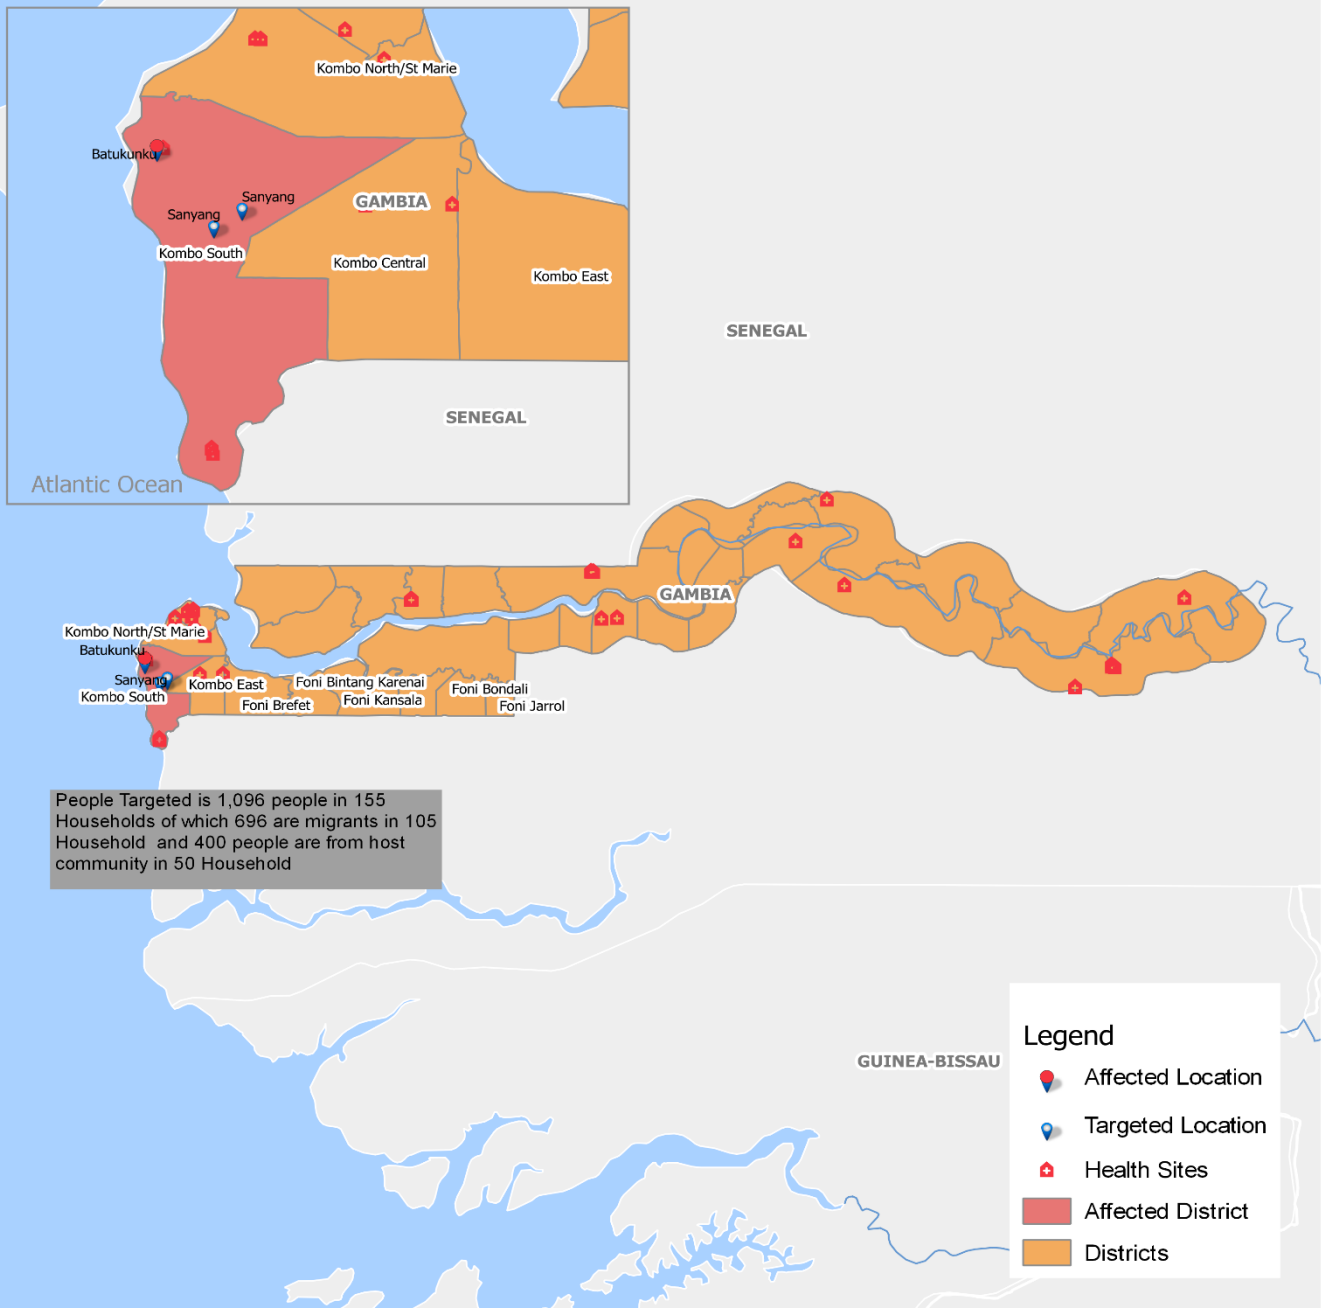 Kombo North/St Marie
Batukunku
Sanyang
GAMBIA
Sanyang
Kombo South
Kombo Central
Kombo East
SENEGAL
SENEGAL
Atlantic Ocean
GAMBIA
Kombo North/St Marie
Batukunku
Sanyang
Kombo South
Kombo East
Foni Bintang Karenai
Foni Brefet
Foni Kansala
Foni Bondali
Foni Jarrol
People Targeted is 1,096 people in 155
Households of which 696 are migrants in 105
Household  and 400 people are from host
community in 50 Household
GUINEA-BISSAU
Legend
Affected Location
Targeted Location
Health Sites
Affected District
Districts